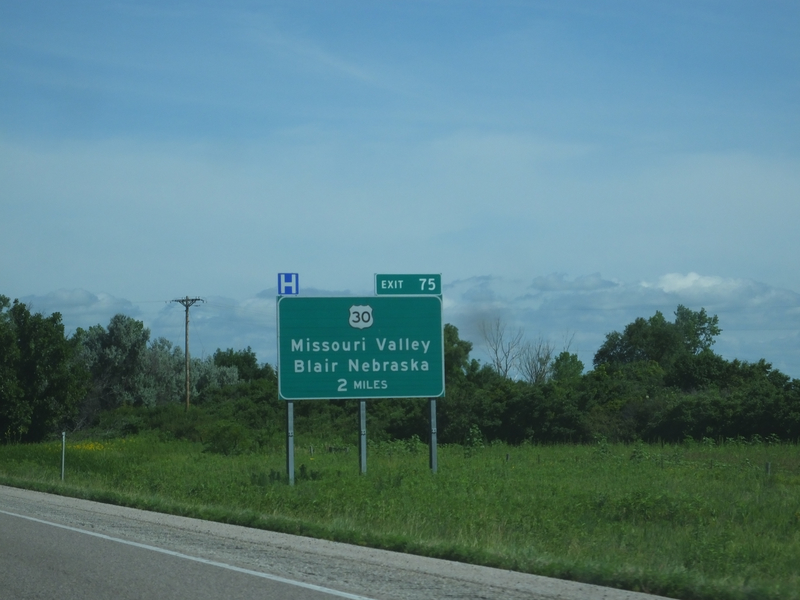 H
EXIT 75
30
Missouri Valley
Blair Nebraska
2 MILES